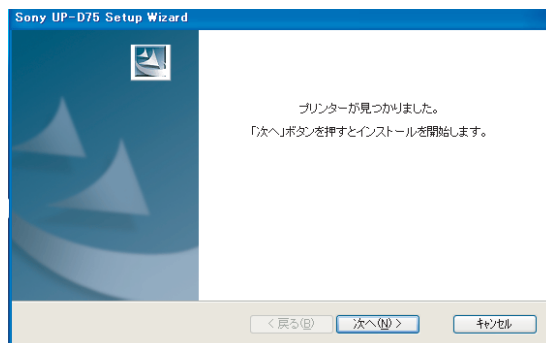 Sony UP-D75 Setup Wizard
プリンターが見つかりました。
「次へ」ボタンを押すとインストールを開始します。
< 戻る(B)
次へ(N) >
キャンセル